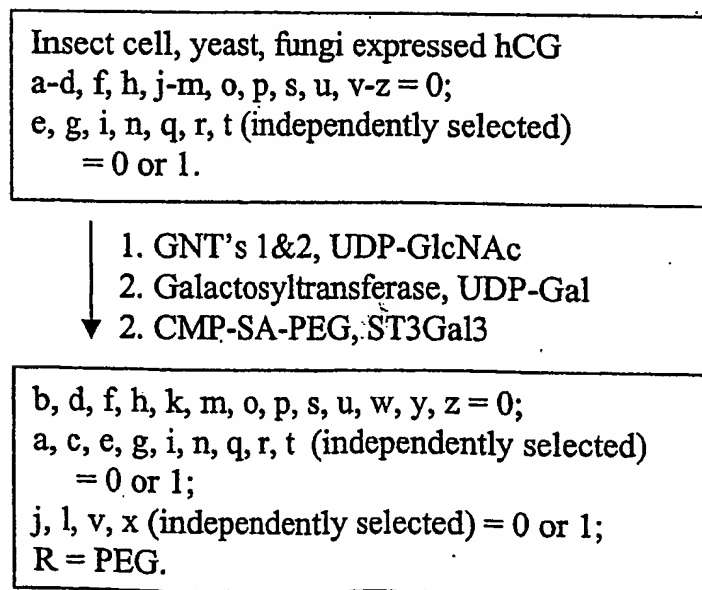 Insect cell, yeast, fungi expressed hCG
a-d, f, h, j-m, o, p, s, u, v-z = 0;
e, g, i, n, q, r, t (independently selected)
= 0 or 1.
1. GNT's 1&2, UDP-GlcNAc
2. Galactosyltransferase, UDP-Gal
2. CMP-SA-PEG, ST3Gal3
b, d, f, h, k, m, o, p, s, u, w, y, z = 0;
a, c, e, g, i, n, q, r, t (independently selected)
= 0 or 1;
j, l, v, x (independently selected) = 0 or 1;
R = PEG.